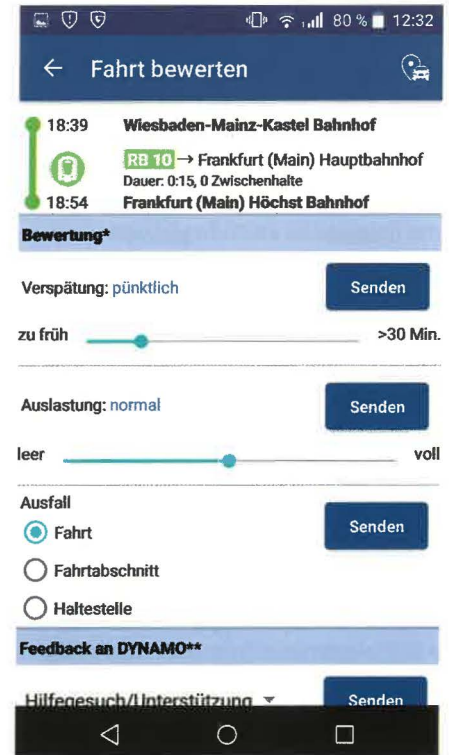 80 % 12:32
Fahrt bewerten
18:39 Wiesbaden-Mainz-Kastel Bahnhof
RB 10 → Frankfurt (Main) Hauptbahnhof
Dauer: 0:15, 0 Zwischenhalte
18:54 Frankfurt (Main) Höchst Bahnhof
Bewertung*
Verspätung: pünktlich Senden
zu früh >30 Min.
Auslastung: normal Senden
leer voll
Ausfall
Fahrt Senden
Fahrtabschnitt
Haltestelle
Feedback an DYNAMO**
Hilfegesuch/Unterstützung Senden